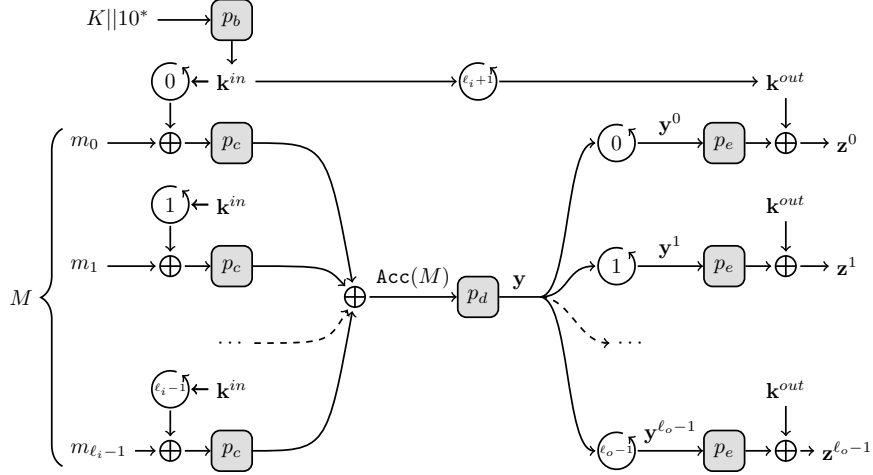 K||10* p_b
0 k^{in} ℓ_i+1 k^{out}
m_0 p_c 0 y^0 p_e z^0
1 k^{in} k^{out}
m_1 p_c 1 y^1 p_e z^1
M Acc(M) p_d y
··· ···
ℓ_i−1 k^{in} k^{out}
m_{ℓ_i−1} p_c ℓ_o−1 y^{ℓ_o−1} p_e z^{ℓ_o−1}